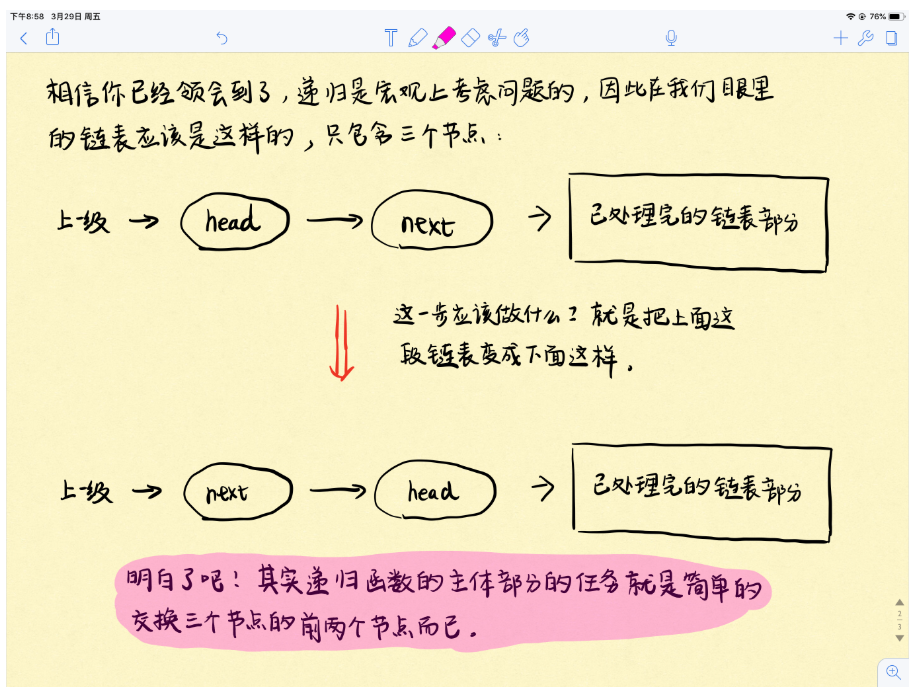 下午8:58 3月29日 周五
76%
T
相信你已经领会到了，递归是宏观上考虑问题的，因此在我们眼里
的链表应该是这样的，只包含三个节点：
上级 → head → next → 已处理完的链表部分
这一步应该做什么？就是把上面这
段链表变成下面这样。
上级 → next → head → 已处理完的链表部分
明白了吧！其实递归函数的主体部分的任务就是简单的
交换三个节点的前两个节点而已.
2
3